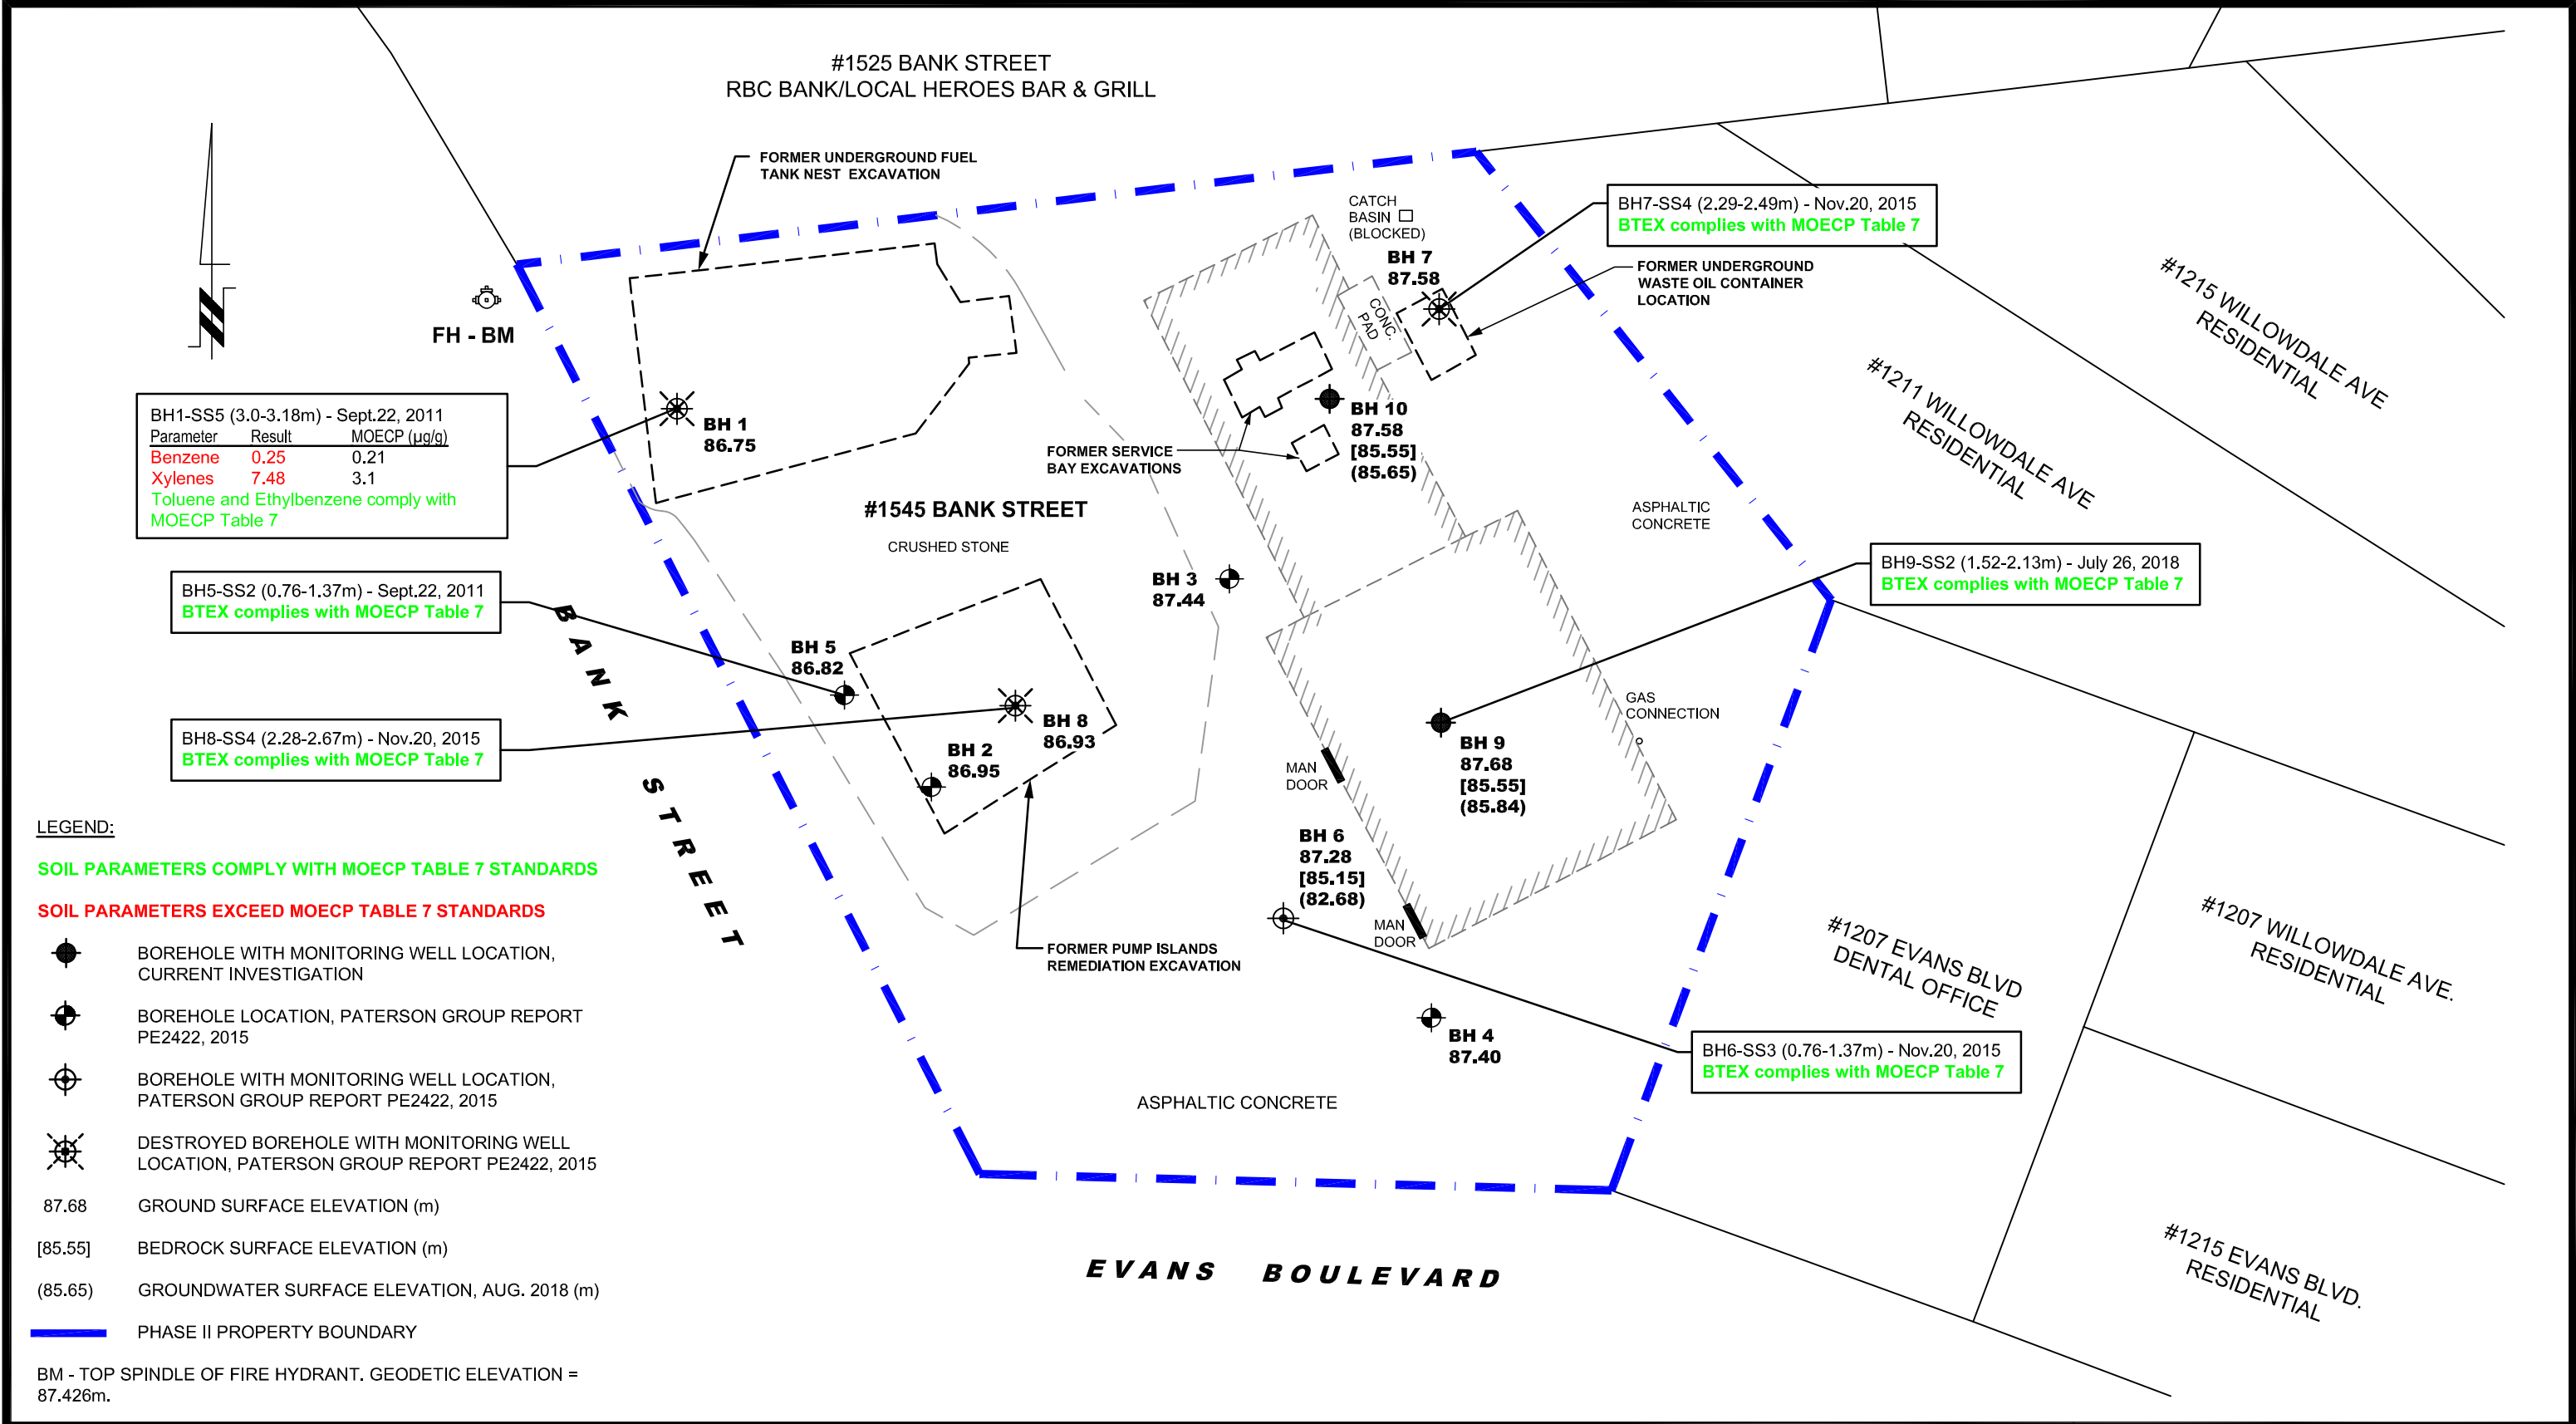 #1525 BANK STREET
RBC BANK/LOCAL HEROES BAR & GRILL
FORMER UNDERGROUND FUEL
TANK NEST EXCAVATION
CATCH
BASIN
(BLOCKED)
BH7-SS4 (2.29-2.49m) - Nov.20, 2015
BTEX complies with MOECP Table 7
BH 7
87.58
FORMER UNDERGROUND
WASTE OIL CONTAINER
LOCATION
CONC.
PAD
#1215 WILLOWDALE AVE
RESIDENTIAL
#1211 WILLOWDALE AVE
RESIDENTIAL
FH - BM
BH1-SS5 (3.0-3.18m) - Sept.22, 2011
Parameter Result MOECP (µg/g)
Benzene 0.25 0.21
Xylenes 7.48 3.1
Toluene and Ethylbenzene comply with
MOECP Table 7
BH 1
86.75
BH 10
87.58
[85.55]
(85.65)
FORMER SERVICE
BAY EXCAVATIONS
#1545 BANK STREET
CRUSHED STONE
ASPHALTIC
CONCRETE
BH5-SS2 (0.76-1.37m) - Sept.22, 2011
BTEX complies with MOECP Table 7
BH 3
87.44
BH9-SS2 (1.52-2.13m) - July 26, 2018
BTEX complies with MOECP Table 7
BANK STREET
BH 5
86.82
BH8-SS4 (2.28-2.67m) - Nov.20, 2015
BTEX complies with MOECP Table 7
BH 8
86.93
BH 2
86.95
GAS
CONNECTION
BH 9
87.68
[85.55]
(85.84)
MAN
DOOR
BH 6
87.28
[85.15]
(82.68)
MAN
DOOR
FORMER PUMP ISLANDS
REMEDIATION EXCAVATION
#1207 EVANS BLVD
DENTAL OFFICE
#1207 WILLOWDALE AVE.
RESIDENTIAL
BH 4
87.40
BH6-SS3 (0.76-1.37m) - Nov.20, 2015
BTEX complies with MOECP Table 7
ASPHALTIC CONCRETE
#1215 EVANS BLVD.
RESIDENTIAL
EVANS BOULEVARD
LEGEND:
SOIL PARAMETERS COMPLY WITH MOECP TABLE 7 STANDARDS
SOIL PARAMETERS EXCEED MOECP TABLE 7 STANDARDS
BOREHOLE WITH MONITORING WELL LOCATION,
CURRENT INVESTIGATION
BOREHOLE LOCATION, PATERSON GROUP REPORT
PE2422, 2015
BOREHOLE WITH MONITORING WELL LOCATION,
PATERSON GROUP REPORT PE2422, 2015
DESTROYED BOREHOLE WITH MONITORING WELL
LOCATION, PATERSON GROUP REPORT PE2422, 2015
87.68 GROUND SURFACE ELEVATION (m)
[85.55] BEDROCK SURFACE ELEVATION (m)
(85.65) GROUNDWATER SURFACE ELEVATION, AUG. 2018 (m)
PHASE II PROPERTY BOUNDARY
BM - TOP SPINDLE OF FIRE HYDRANT. GEODETIC ELEVATION =
87.426m.